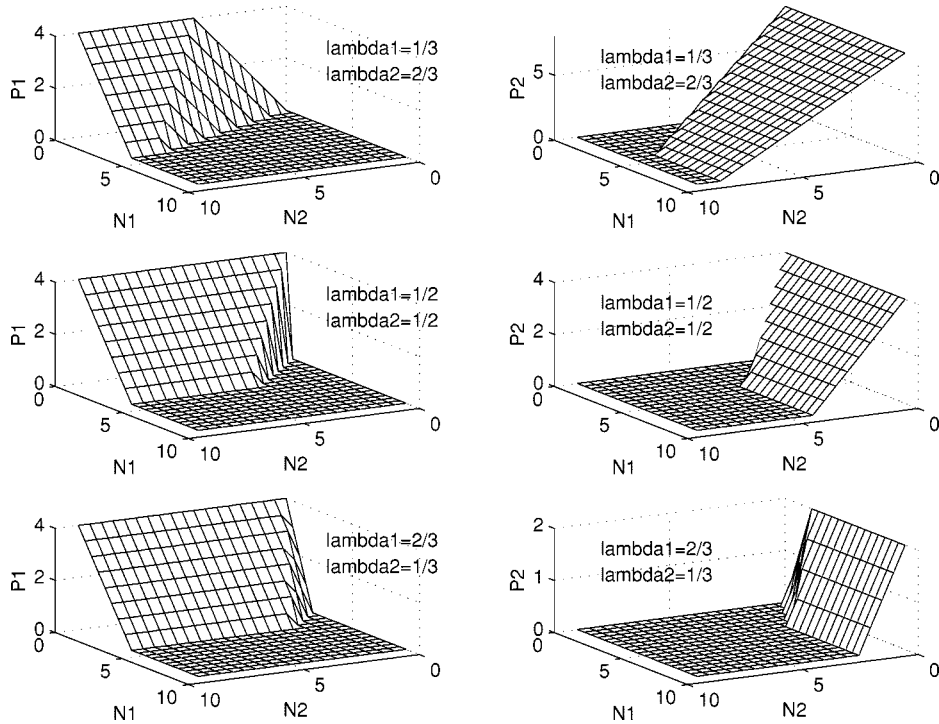 4
2
0
P1
0
5
10
N1
10
5
0
N2
lambda1=1/3
lambda2=2/3
5
0
P2
0
5
10
N1
10
5
0
N2
lambda1=1/3
lambda2=2/3
4
2
0
P1
0
5
10
N1
10
5
0
N2
lambda1=1/2
lambda2=1/2
4
2
0
P2
0
5
10
N1
10
5
0
N2
lambda1=1/2
lambda2=1/2
4
2
0
P1
0
5
10
N1
10
5
0
N2
lambda1=2/3
lambda2=1/3
2
1
0
P2
0
5
10
N1
10
5
0
N2
lambda1=2/3
lambda2=1/3